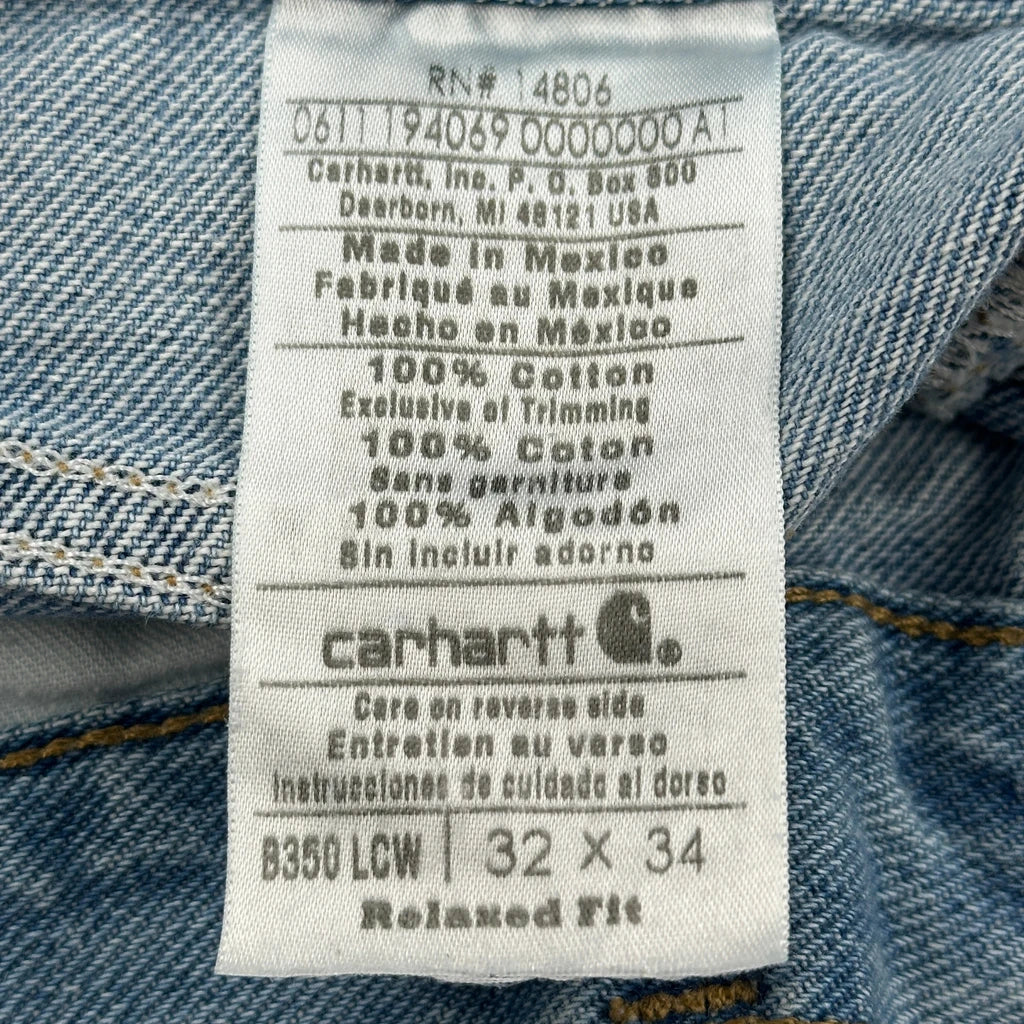 RN# 14806
0611 194069 0000000 A1
Carhartt, Inc. P. O. Box 600
Dearborn, MI 48121 USA
Made in Mexico
Fabriqué au Mexique
Hecho en México
100% Cotton
Exclusive of Trimming
100% Coton
Sans garniture
100% Algodón
Sin incluir adorno
carhartt ®
Care on reverse side
Entretien au verso
Instrucciones de cuidado al dorso
B350 LCW | 32 X 34
Relaxed Fit